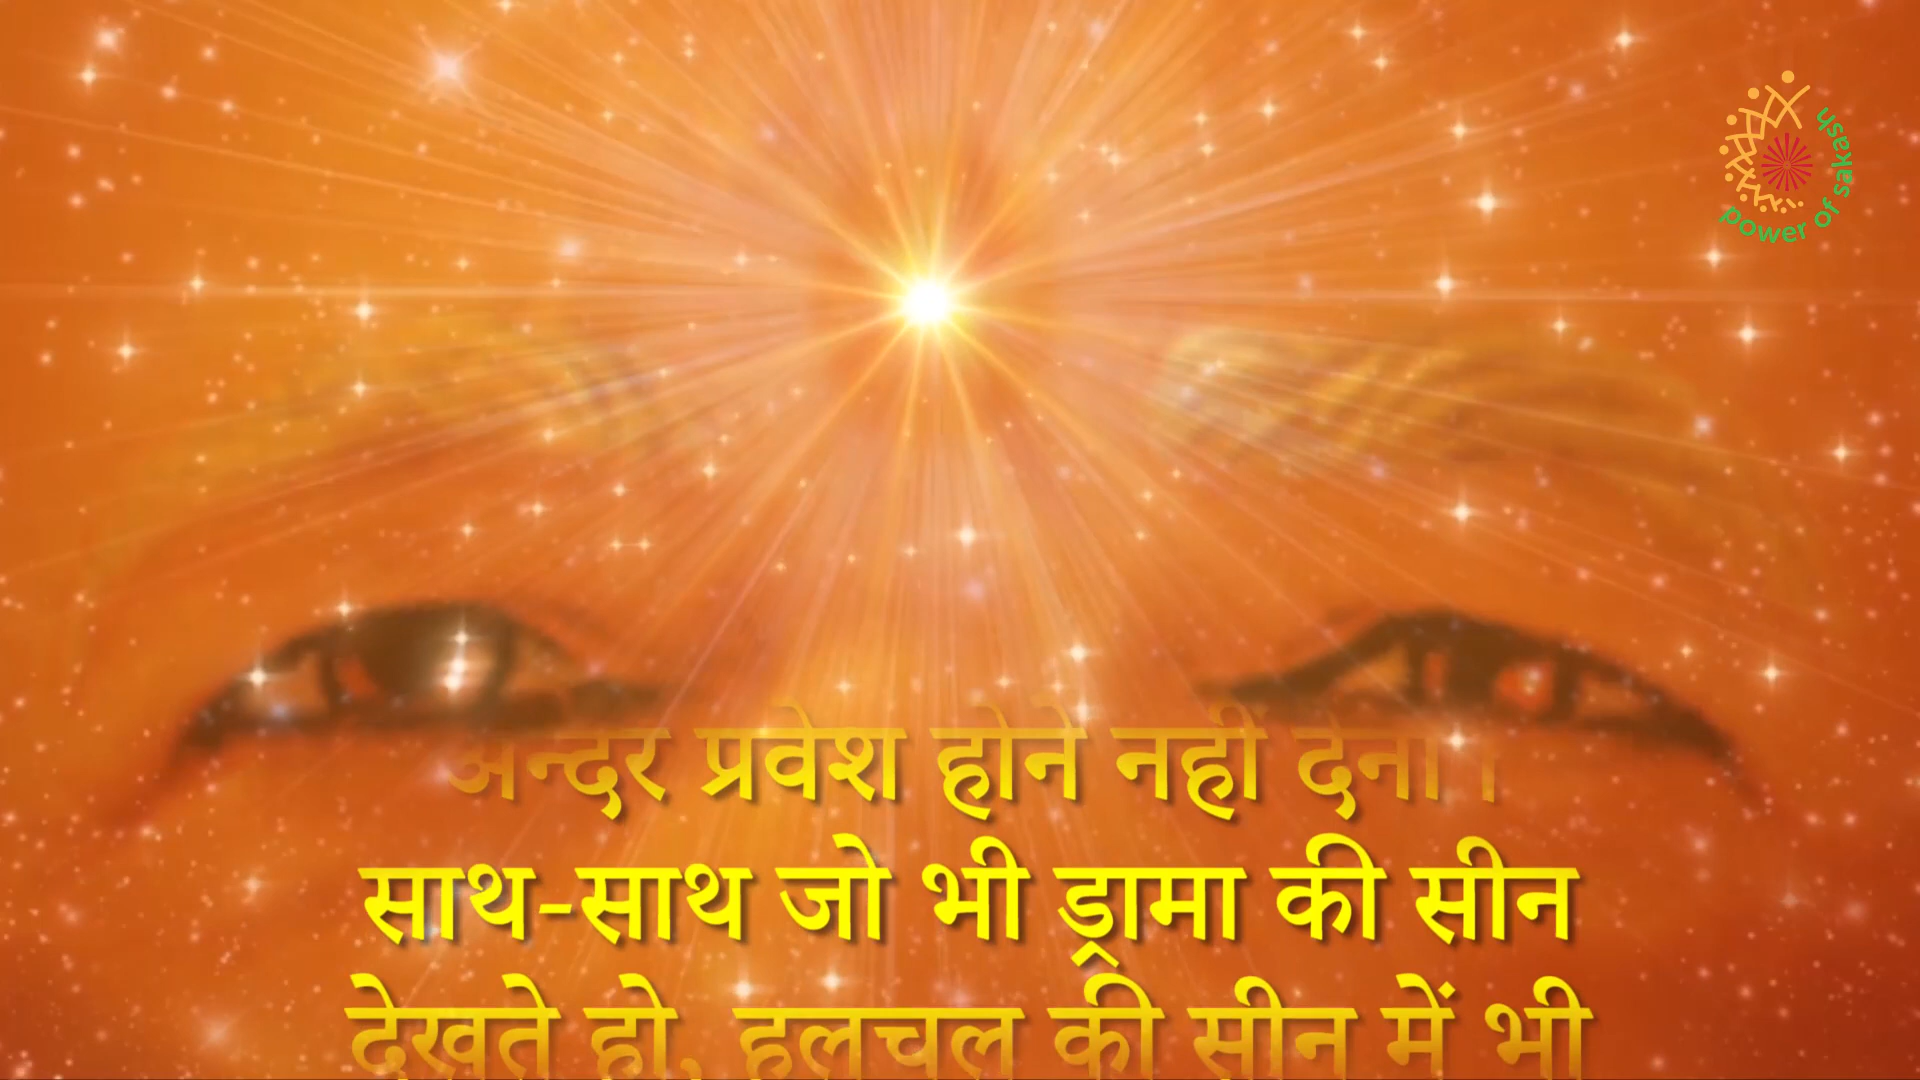 power of sakash
अन्दर प्रवेश होने नहीं देना।
साथ-साथ जो भी ड्रामा की सीन
देखते हो, हलचल की सीन में भी